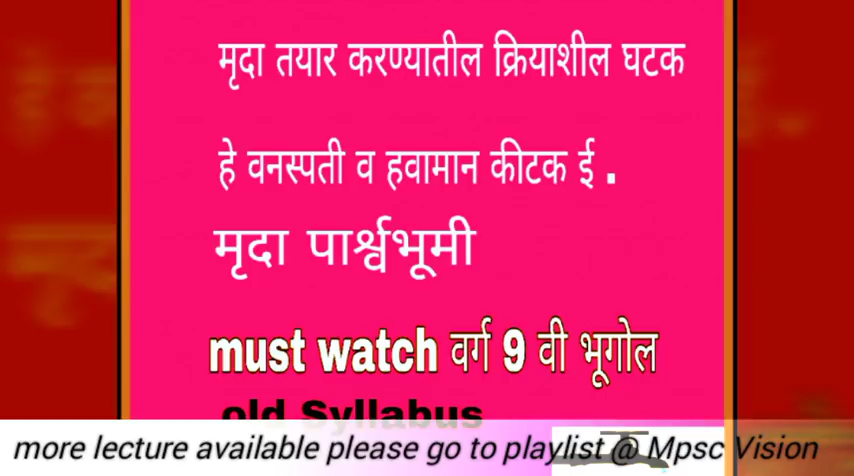 मृदा तयार करण्यातील क्रियाशील घटक
हे वनस्पती व हवामान कीटक ई .
मृदा पार्श्वभूमी
must watch वर्ग 9 वी भूगोल
old Syllabus
more lecture available please go to playlist @ Mpsc Vision